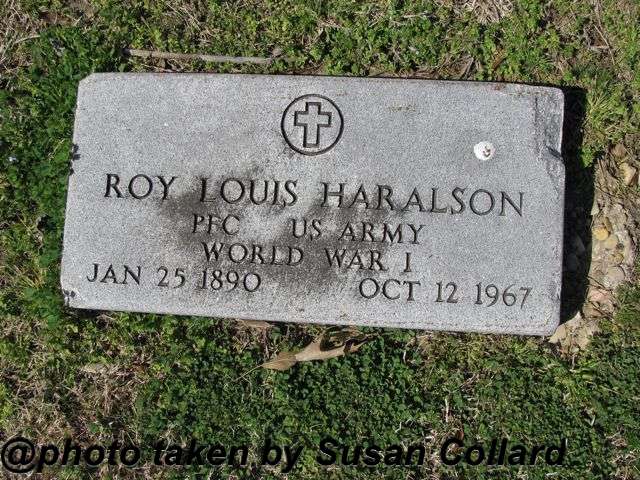 ROY LOUIS HARALSON
PFC US ARMY
WORLD WAR I
JAN 25 1890 OCT 12 1967
@photo taken by Susan Collard